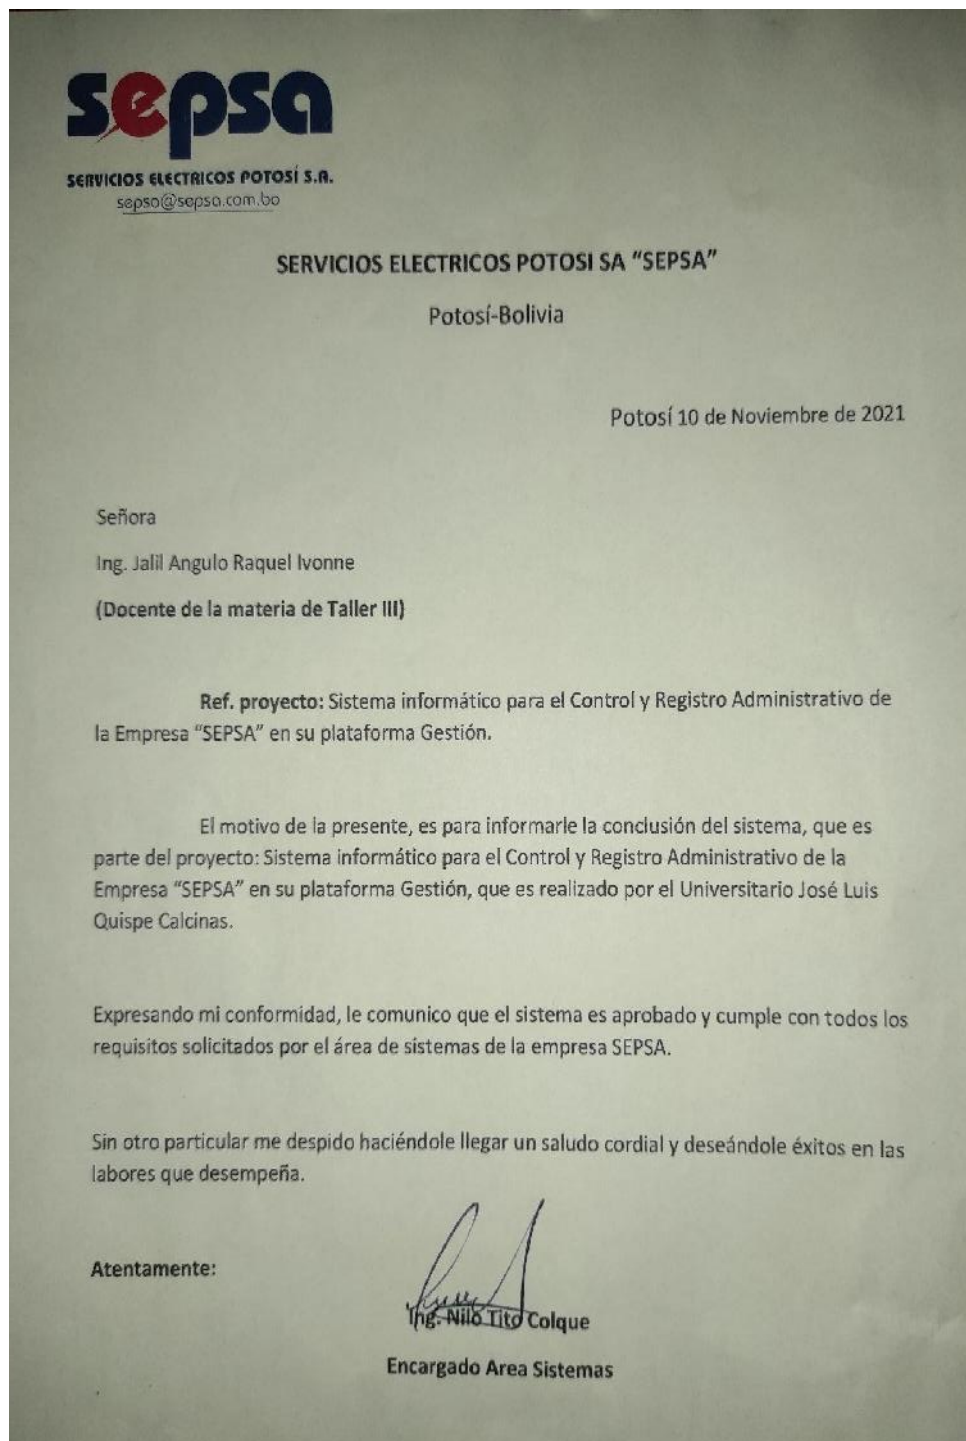 sepsa
SERVICIOS ELECTRICOS POTOSÍ S.A.
sepsa@sepsa.com.bo
SERVICIOS ELECTRICOS POTOSI SA “SEPSA”
Potosí-Bolivia
Potosí 10 de Noviembre de 2021
Señora
Ing. Jalil Angulo Raquel Ivonne
(Docente de la materia de Taller III)
Ref. proyecto: Sistema informático para el Control y Registro Administrativo de
la Empresa “SEPSA” en su plataforma Gestión.
El motivo de la presente, es para informarle la conclusión del sistema, que es
parte del proyecto: Sistema informático para el Control y Registro Administrativo de la
Empresa “SEPSA” en su plataforma Gestión, que es realizado por el Universitario José Luis
Quispe Calcinas.
Expresando mi conformidad, le comunico que el sistema es aprobado y cumple con todos los
requisitos solicitados por el área de sistemas de la empresa SEPSA.
Sin otro particular me despido haciéndole llegar un saludo cordial y deseándole éxitos en las
labores que desempeña.
Atentamente:
Ing. Nilo Tito Colque
Encargado Area Sistemas